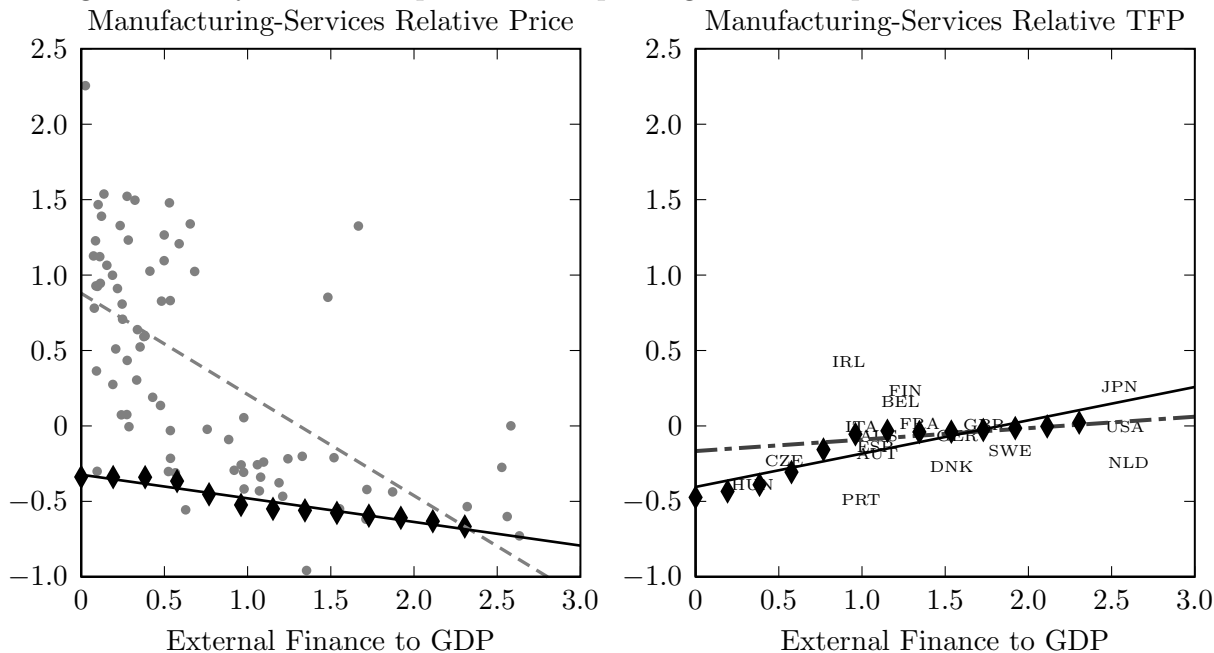 Manufacturing-Services Relative Price
2.5
2.0
1.5
1.0
0.5
0
−0.5
−1.0
0 0.5 1.0 1.5 2.0 2.5 3.0
External Finance to GDP
Manufacturing-Services Relative TFP
2.5
2.0
1.5
1.0
0.5
0
−0.5
−1.0
IRL
FIN
BEL
JPN
ITA
FRA
GBR
USA
AUS
GER
ESP
AUT
SWE
CZE
DNK
NLD
HUN
PRT
0 0.5 1.0 1.5 2.0 2.5 3.0
External Finance to GDP